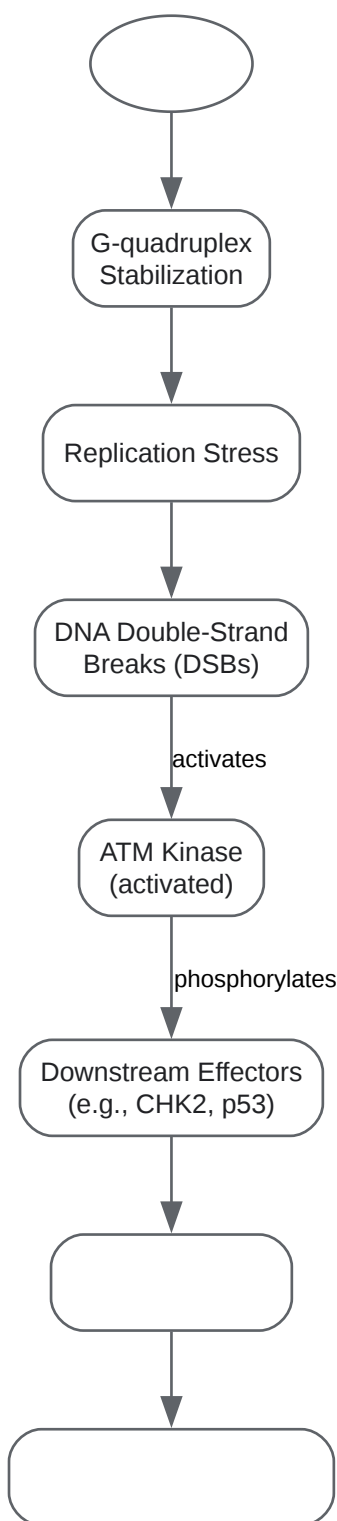 G-quadruplex
Stabilization
Replication Stress
DNA Double-Strand
Breaks (DSBs)
activates
ATM Kinase
(activated)
phosphorylates
Downstream Effectors
(e.g., CHK2, p53)